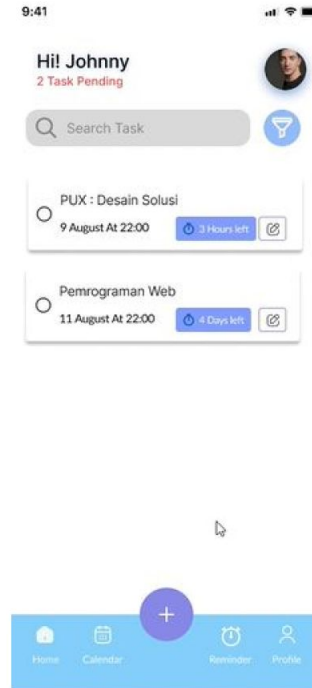 9:41
Hi! Johnny
2 Task Pending
Search Task
PUX : Desain Solusi
9 August At 22:00
3 Hours left
Pemrograman Web
11 August At 22:00
4 Days left
+
Home
Calendar
Reminder
Profile